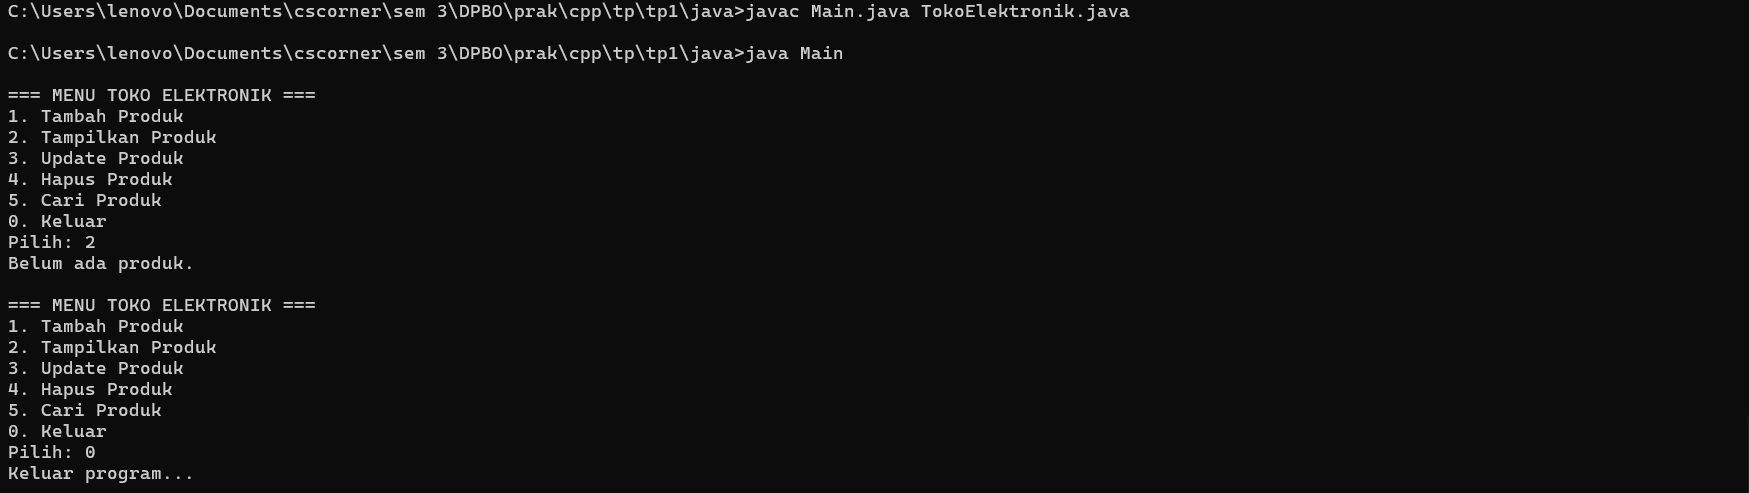 C:\Users\lenovo\Documents\cscorner\sem 3\DPBO\prak\cpp\tp\tp1\java>javac Main.java TokoElektronik.java
C:\Users\lenovo\Documents\cscorner\sem 3\DPBO\prak\cpp\tp\tp1\java>java Main
=== MENU TOKO ELEKTRONIK ===
1. Tambah Produk
2. Tampilkan Produk
3. Update Produk
4. Hapus Produk
5. Cari Produk
0. Keluar
Pilih: 2
Belum ada produk.
=== MENU TOKO ELEKTRONIK ===
1. Tambah Produk
2. Tampilkan Produk
3. Update Produk
4. Hapus Produk
5. Cari Produk
0. Keluar
Pilih: 0
Keluar program...